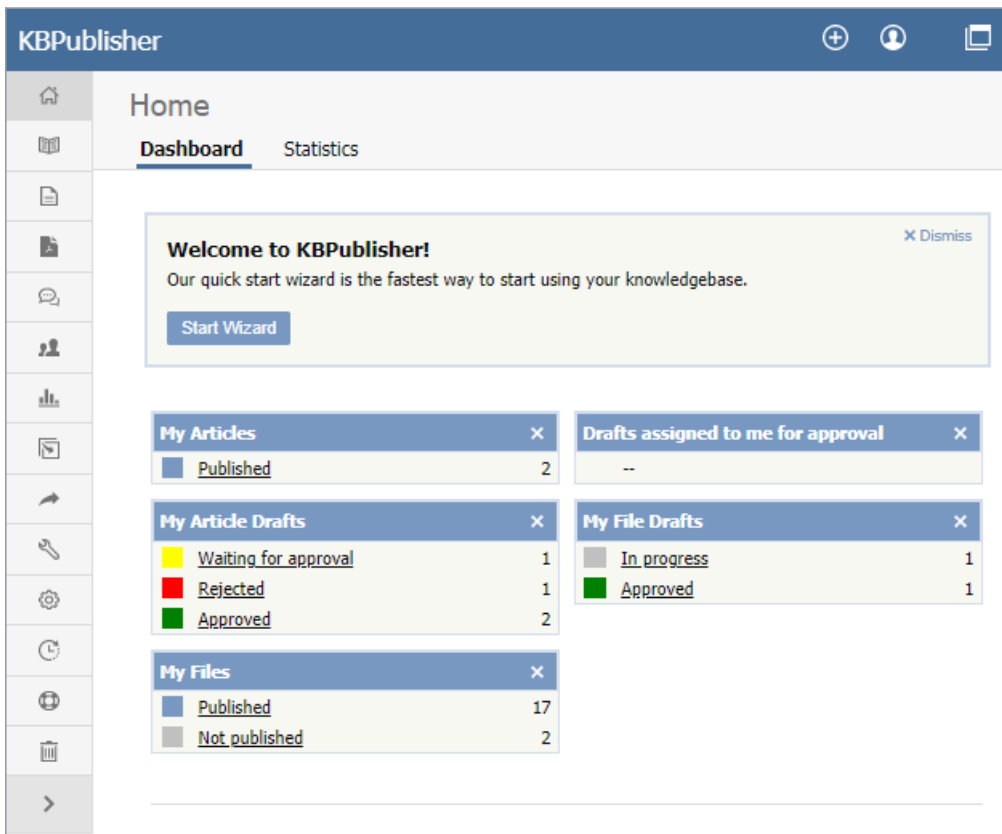 KBPublisher
Home
Dashboard Statistics
Welcome to KBPublisher!
Dismiss
Our quick start wizard is the fastest way to start using your knowledgebase.
Start Wizard
My Articles
Published 2
Drafts assigned to me for approval
--
My Article Drafts
Waiting for approval 1
Rejected 1
Approved 2
My File Drafts
In progress 1
Approved 1
My Files
Published 17
Not published 2